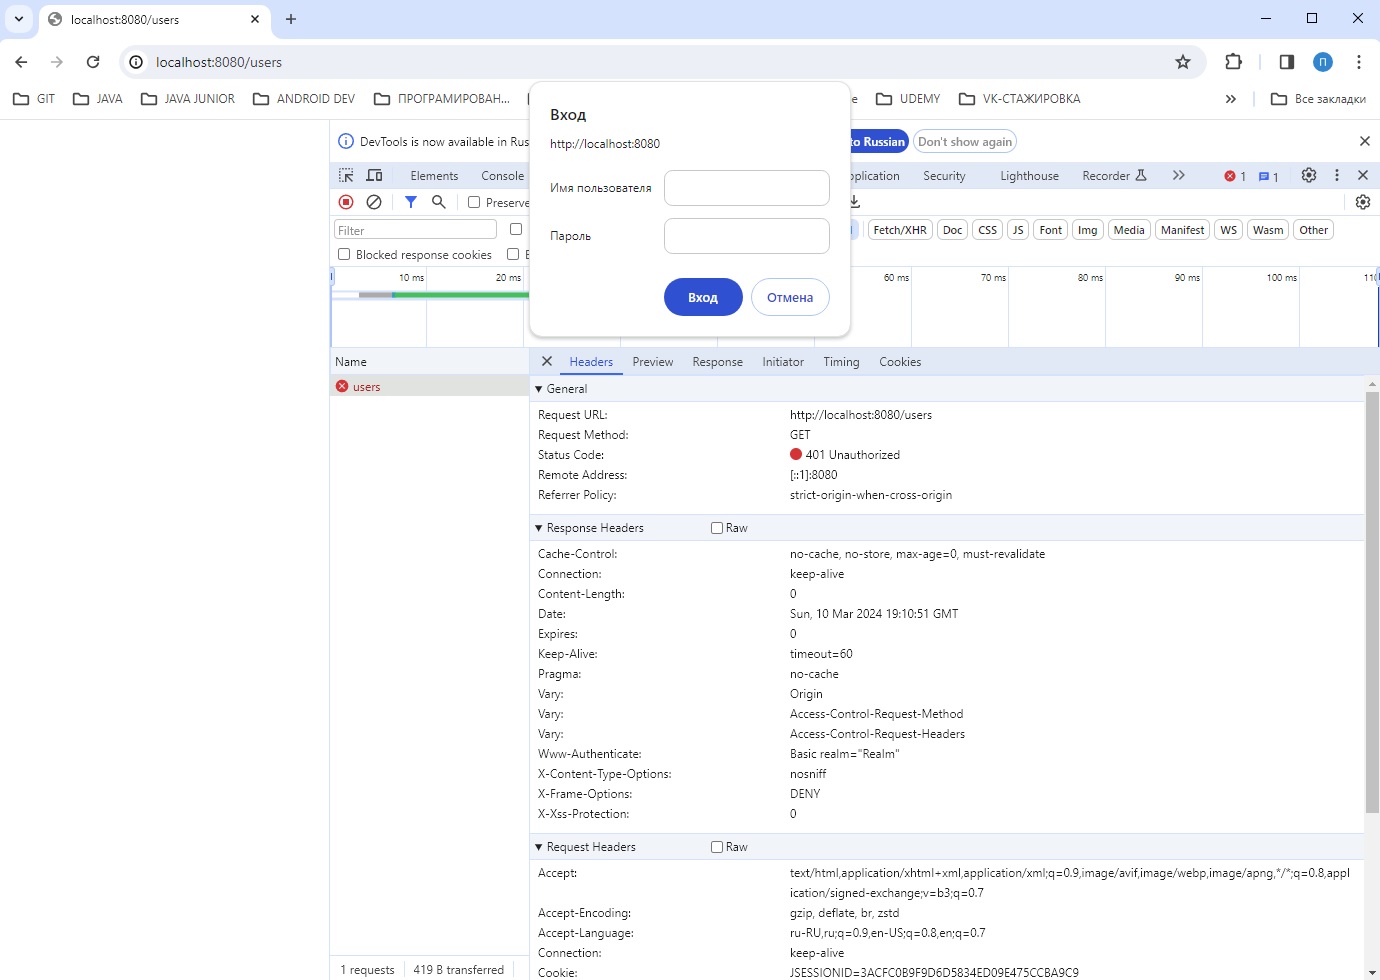 localhost:8080/users
localhost:8080/users
П
GIT
JAVA
JAVA JUNIOR
ANDROID DEV
ПРОГРАМИРОВАН...
e
UDEMY
VK-СТАЖИРОВКА
Все закладки
Вход
http://localhost:8080
Имя пользователя
Пароль
Вход
Отмена
DevTools is now available in Rus
to Russian
Don't show again
Elements
Console
pplication
Security
Lighthouse
Recorder
1
1
Preserve
Filter
Fetch/XHR
Doc
CSS
JS
Font
Img
Media
Manifest
WS
Wasm
Other
Blocked response cookies
10 ms
20 ms
60 ms
70 ms
80 ms
90 ms
100 ms
110
Name
Headers
Preview
Response
Initiator
Timing
Cookies
users
General
Request URL: http://localhost:8080/users
Request Method: GET
Status Code: 401 Unauthorized
Remote Address: [::1]:8080
Referrer Policy: strict-origin-when-cross-origin
Response Headers Raw
Cache-Control: no-cache, no-store, max-age=0, must-revalidate
Connection: keep-alive
Content-Length: 0
Date: Sun, 10 Mar 2024 19:10:51 GMT
Expires: 0
Keep-Alive: timeout=60
Pragma: no-cache
Vary: Origin
Vary: Access-Control-Request-Method
Vary: Access-Control-Request-Headers
Www-Authenticate: Basic realm="Realm"
X-Content-Type-Options: nosniff
X-Frame-Options: DENY
X-Xss-Protection: 0
Request Headers Raw
Accept: text/html,application/xhtml+xml,application/xml;q=0.9,image/avif,image/webp,image/apng,*/*;q=0.8,appl
ication/signed-exchange;v=b3;q=0.7
Accept-Encoding: gzip, deflate, br, zstd
Accept-Language: ru-RU,ru;q=0.9,en-US;q=0.8,en;q=0.7
Connection: keep-alive
Cookie: JSESSIONID=3ACFC0B9F9D6D5834ED09E475CCBA9C9
1 requests
419 B transferred